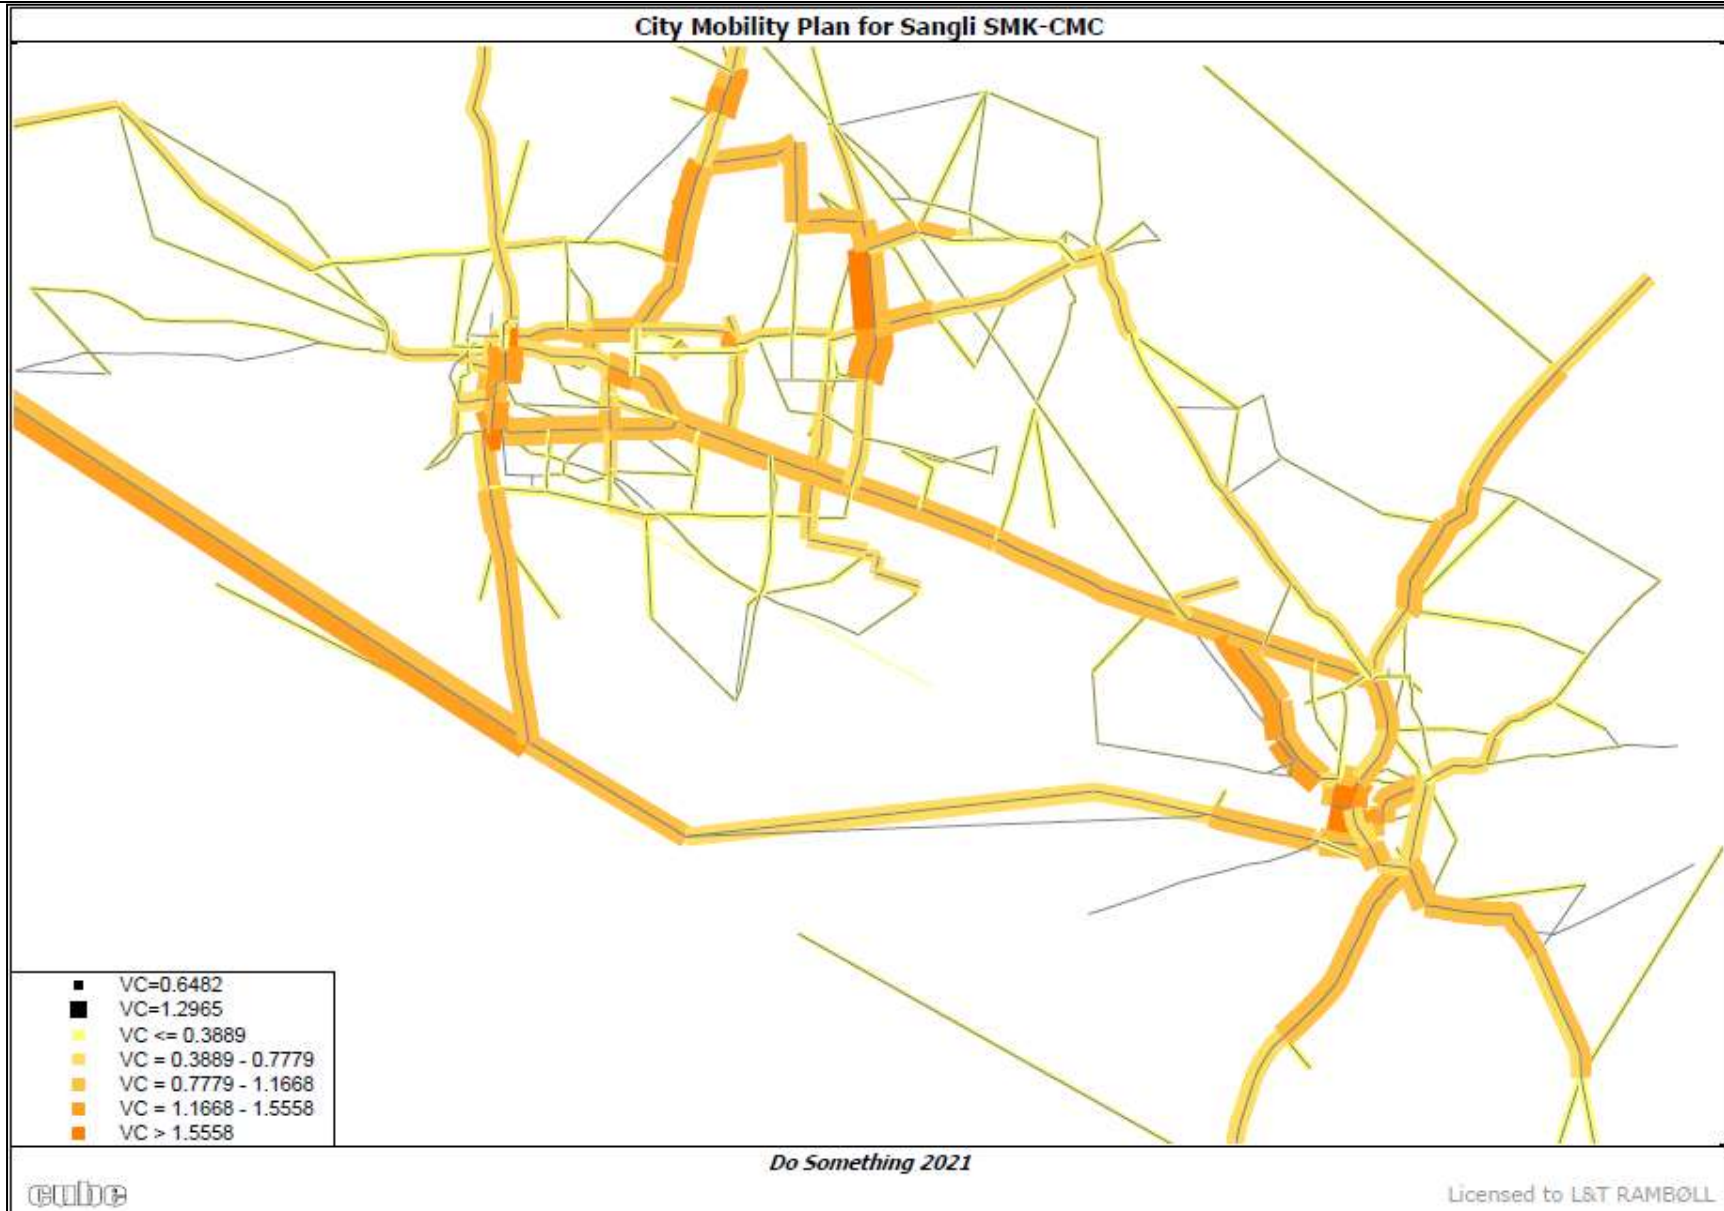 City Mobility Plan for Sangli SMK-CMC
VC=0.6482
VC=1.2965
VC <= 0.3889
VC = 0.3889 - 0.7779
VC = 0.7779 - 1.1668
VC = 1.1668 - 1.5558
VC > 1.5558
Do Something 2021
cube
Licensed to L&T RAMBØLL